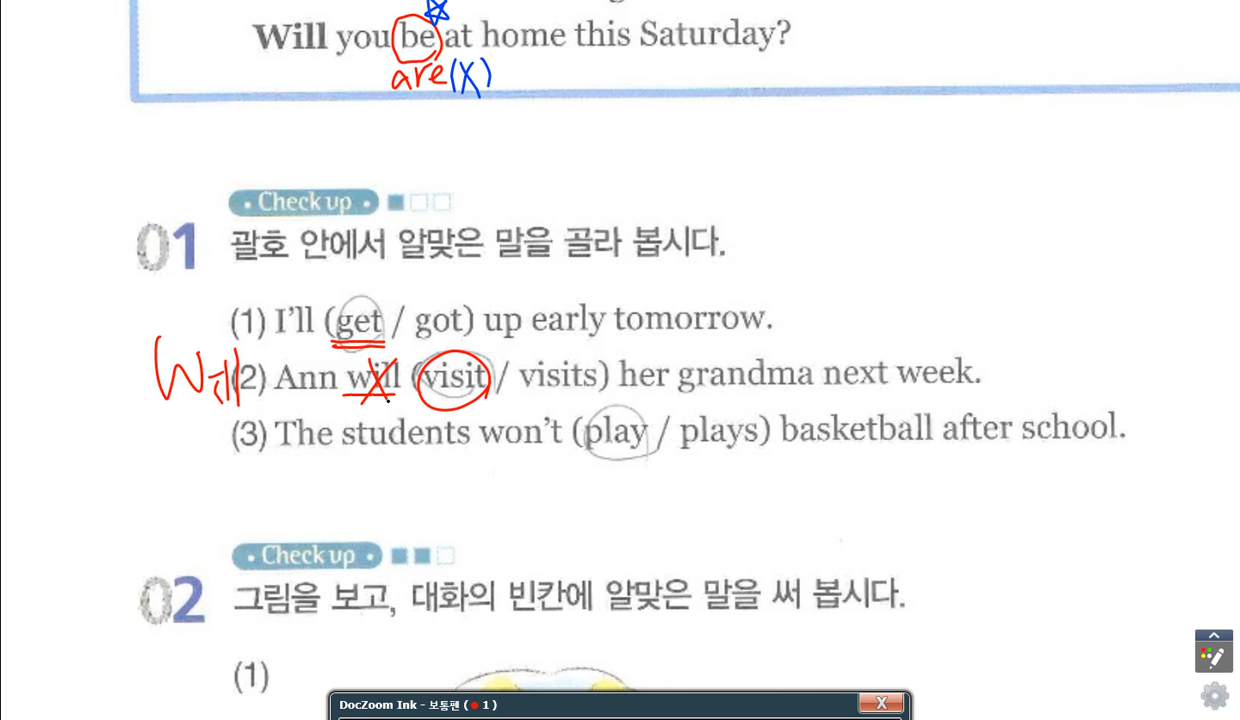 Will you be at home this Saturday?
are (X)
• Check up •
01 괄호 안에서 알맞은 말을 골라 봅시다.
(1) I'll (get / got) up early tomorrow.
Will
(2) Ann will (visit / visits) her grandma next week.
(3) The students won't (play / plays) basketball after school.
• Check up •
02 그림을 보고, 대화의 빈칸에 알맞은 말을 써 봅시다.
(1)
DocZoom Ink - 보통펜 ( 1 )
X